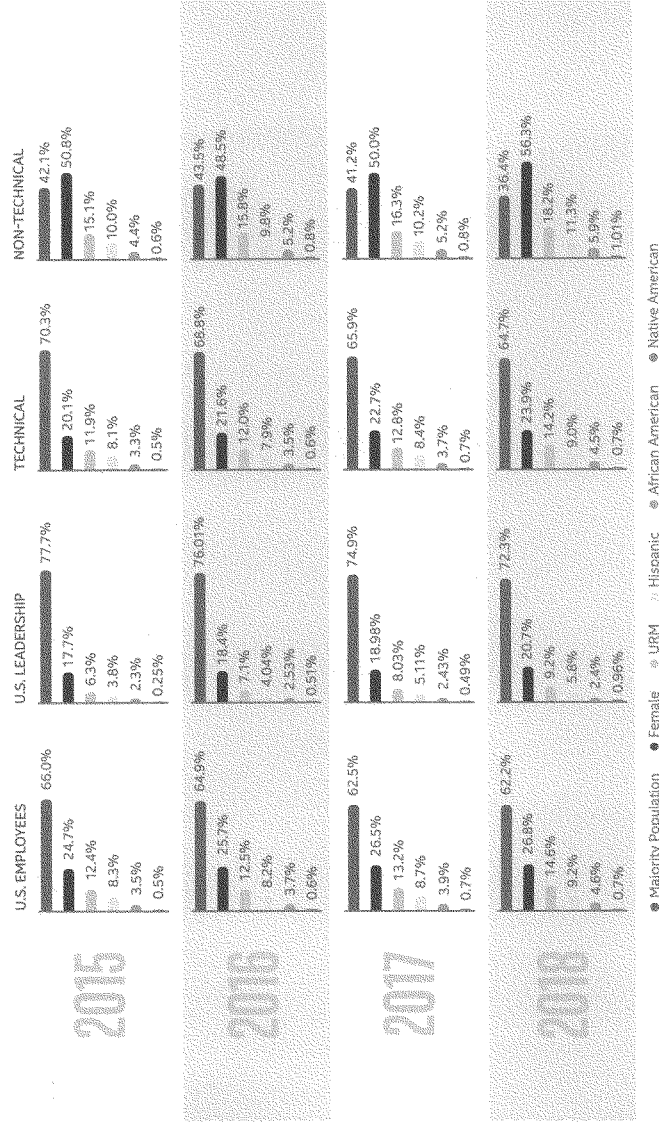 U.S. EMPLOYEES U.S. LEADERSHIP TECHNICAL NON-TECHNICAL
2015
66.0% 77.7% 70.3% 42.1%
24.7% 17.7% 20.1% 50.8%
12.4% 6.3% 11.9% 15.1%
8.3% 3.8% 8.1% 10.0%
3.5% 2.3% 3.3% 4.4%
0.5% 0.25% 0.5% 0.6%
2016
64.9% 76.01% 68.8% 43.5%
25.7% 18.4% 21.6% 48.5%
12.5% 7.1% 12.0% 15.8%
8.2% 4.04% 7.9% 9.8%
3.7% 2.53% 3.5% 5.2%
0.6% 0.51% 0.6% 0.8%
2017
62.5% 74.9% 65.9% 41.2%
26.5% 18.98% 22.7% 50.0%
13.2% 8.03% 12.8% 16.3%
8.7% 5.11% 8.4% 10.2%
3.9% 2.43% 3.7% 5.2%
0.7% 0.49% 0.7% 0.8%
2018
62.2% 72.3% 64.7% 36.4%
26.8% 20.7% 23.9% 56.3%
14.6% 9.2% 14.2% 18.2%
9.2% 5.8% 9.0% 11.3%
4.6% 2.4% 4.5% 5.9%
0.7% 0.96% 0.7% 1.01%
Majority Population Female URM Hispanic African American Native American